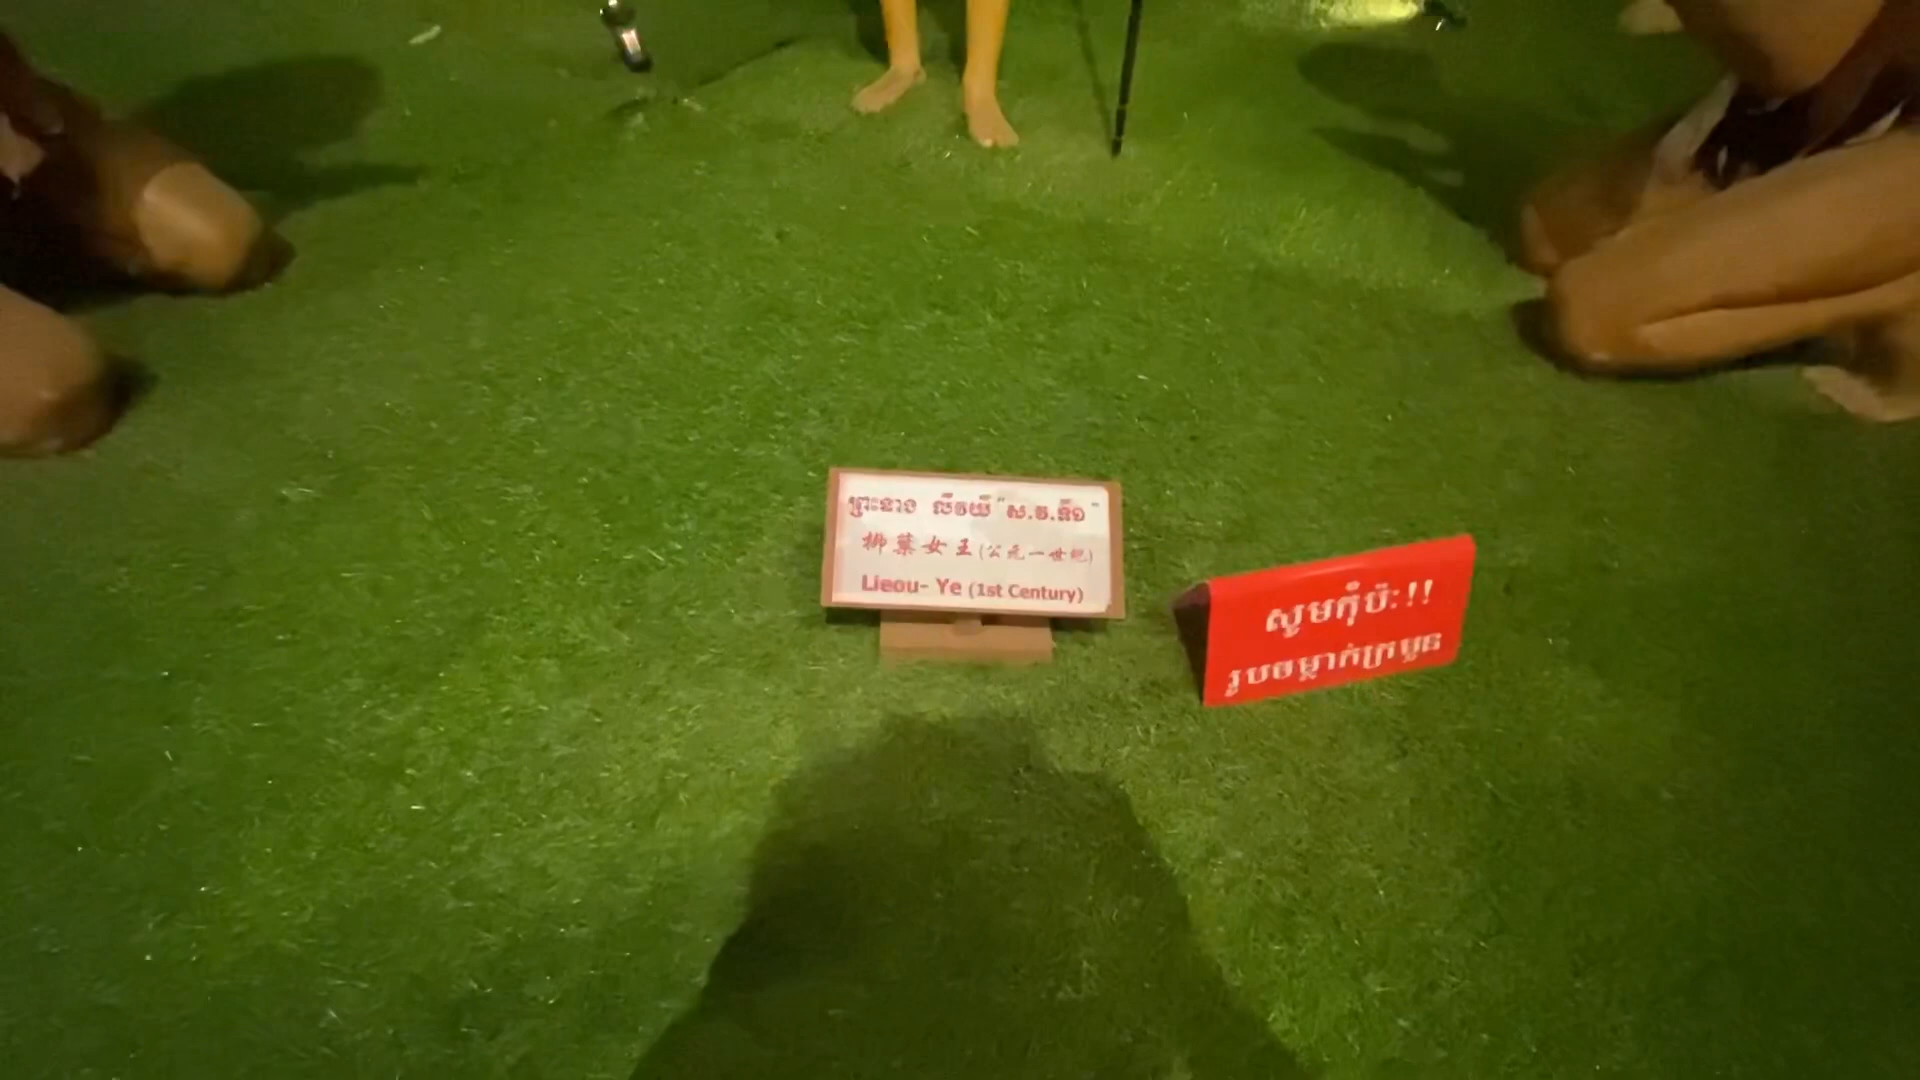 ព្រះនាង លីវយី "ស.វ.ទី១"
柳葉女王(公元一世紀)
Lieou- Ye (1st Century)
សូមកុំប៉ះ!!
រូបចម្លាក់ក្រមួន